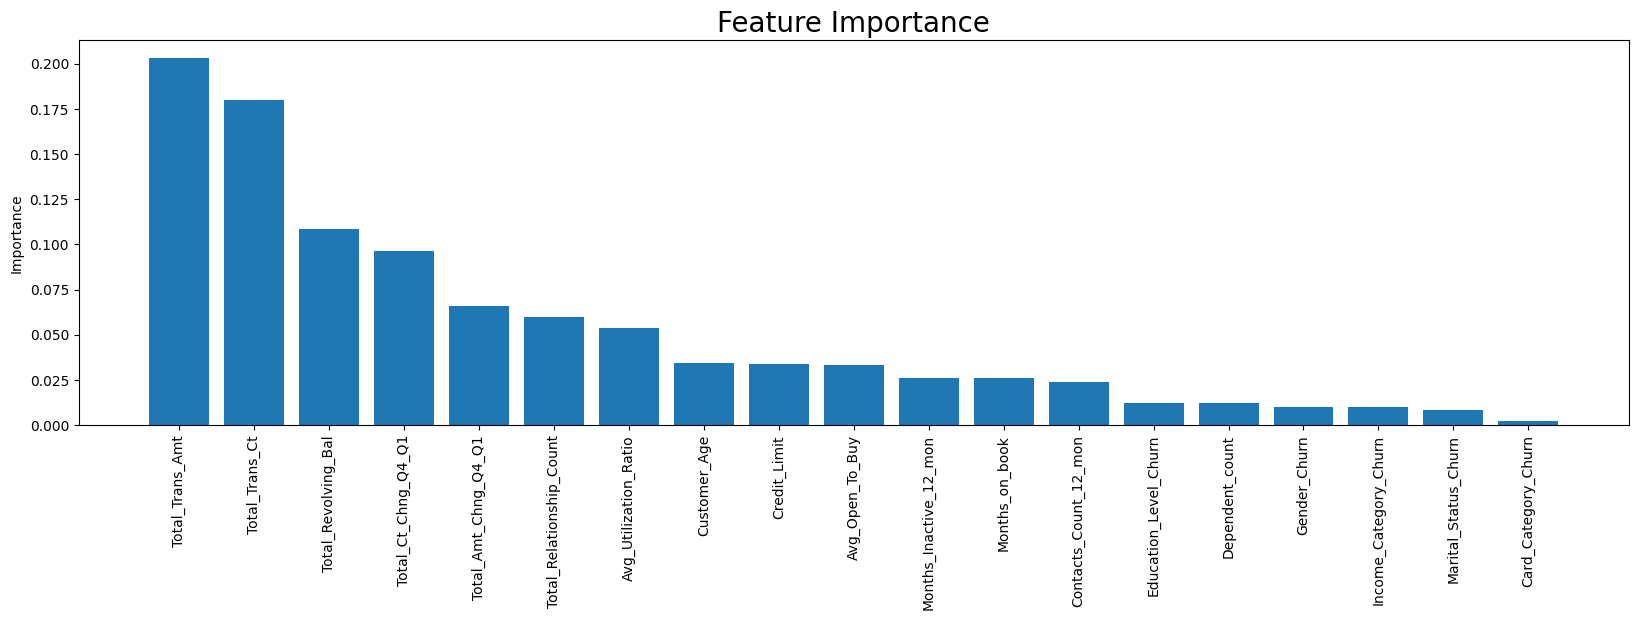 Feature Importance
Importance
0.200
0.175
0.150
0.125
0.100
0.075
0.050
0.025
0.000
Total_Trans_Amt
Total_Trans_Ct
Total_Revolving_Bal
Total_Ct_Chng_Q4_Q1
Total_Amt_Chng_Q4_Q1
Total_Relationship_Count
Avg_Utilization_Ratio
Customer_Age
Credit_Limit
Avg_Open_To_Buy
Months_Inactive_12_mon
Months_on_book
Contacts_Count_12_mon
Education_Level_Churn
Dependent_count
Gender_Churn
Income_Category_Churn
Marital_Status_Churn
Card_Category_Churn